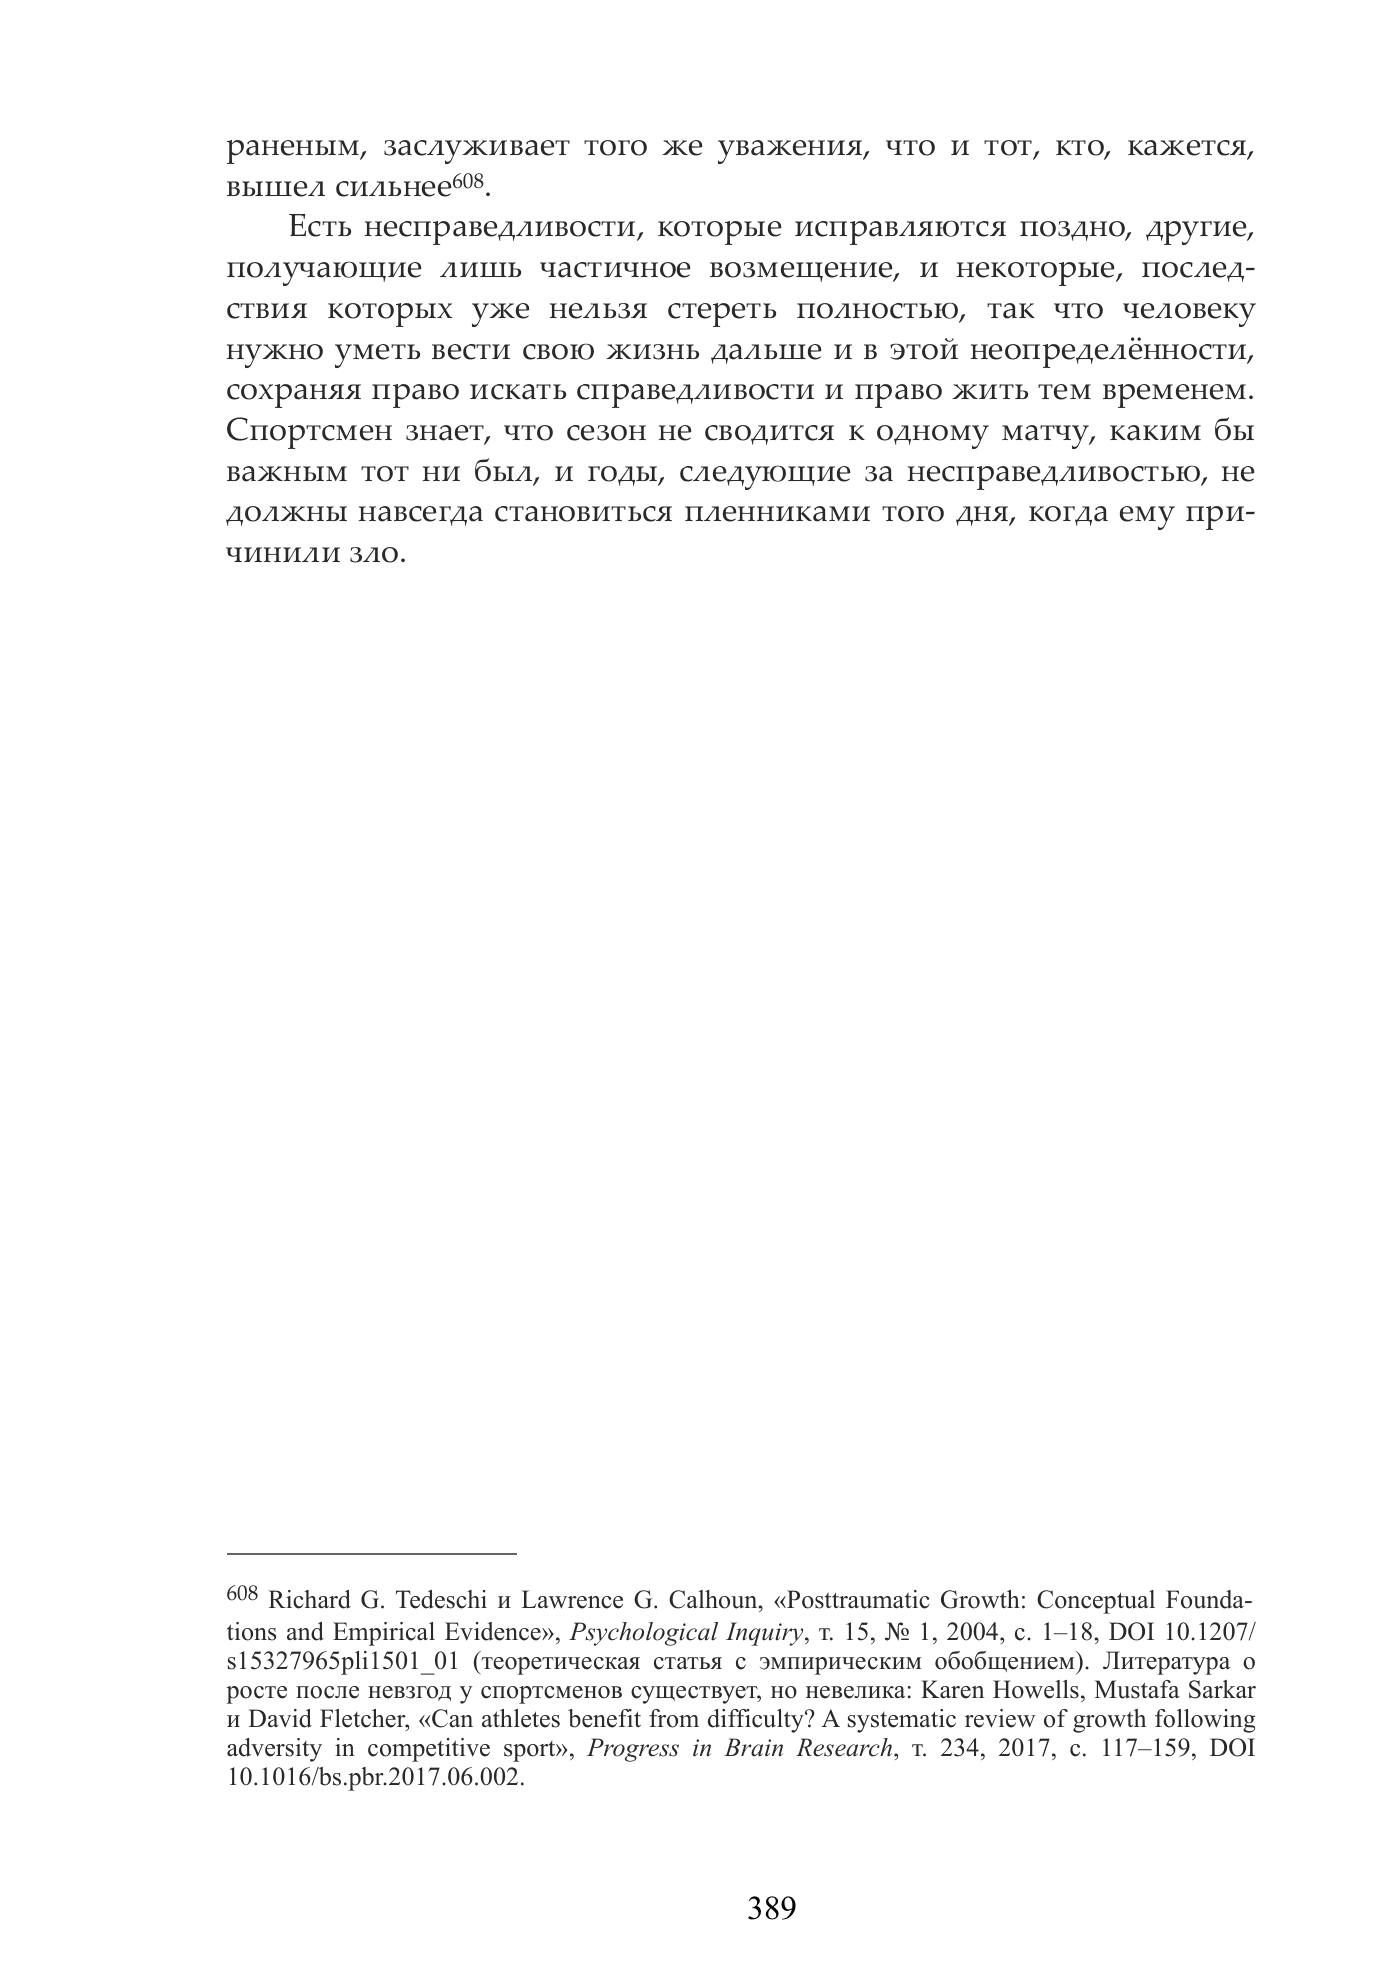 раненым, заслуживает того же уважения, что и тот, кто, кажется,
вышел сильнее608.
Есть несправедливости, которые исправляются поздно, другие,
получающие лишь частичное возмещение, и некоторые, послед-
ствия которых уже нельзя стереть полностью, так что человеку
нужно уметь вести свою жизнь дальше и в этой неопределённости,
сохраняя право искать справедливости и право жить тем временем.
Спортсмен знает, что сезон не сводится к одному матчу, каким бы
важным тот ни был, и годы, следующие за несправедливостью, не
должны навсегда становиться пленниками того дня, когда ему при-
чинили зло.
608 Richard G. Tedeschi и Lawrence G. Calhoun, «Posttraumatic Growth: Conceptual Founda-
tions and Empirical Evidence», Psychological Inquiry, т. 15, № 1, 2004, с. 1–18, DOI 10.1207/
s15327965pli1501_01 (теоретическая статья с эмпирическим обобщением). Литература о
росте после невзгод у спортсменов существует, но невелика: Karen Howells, Mustafa Sarkar
и David Fletcher, «Can athletes benefit from difficulty? A systematic review of growth following
adversity in competitive sport», Progress in Brain Research, т. 234, 2017, с. 117–159, DOI
10.1016/bs.pbr.2017.06.002.
389